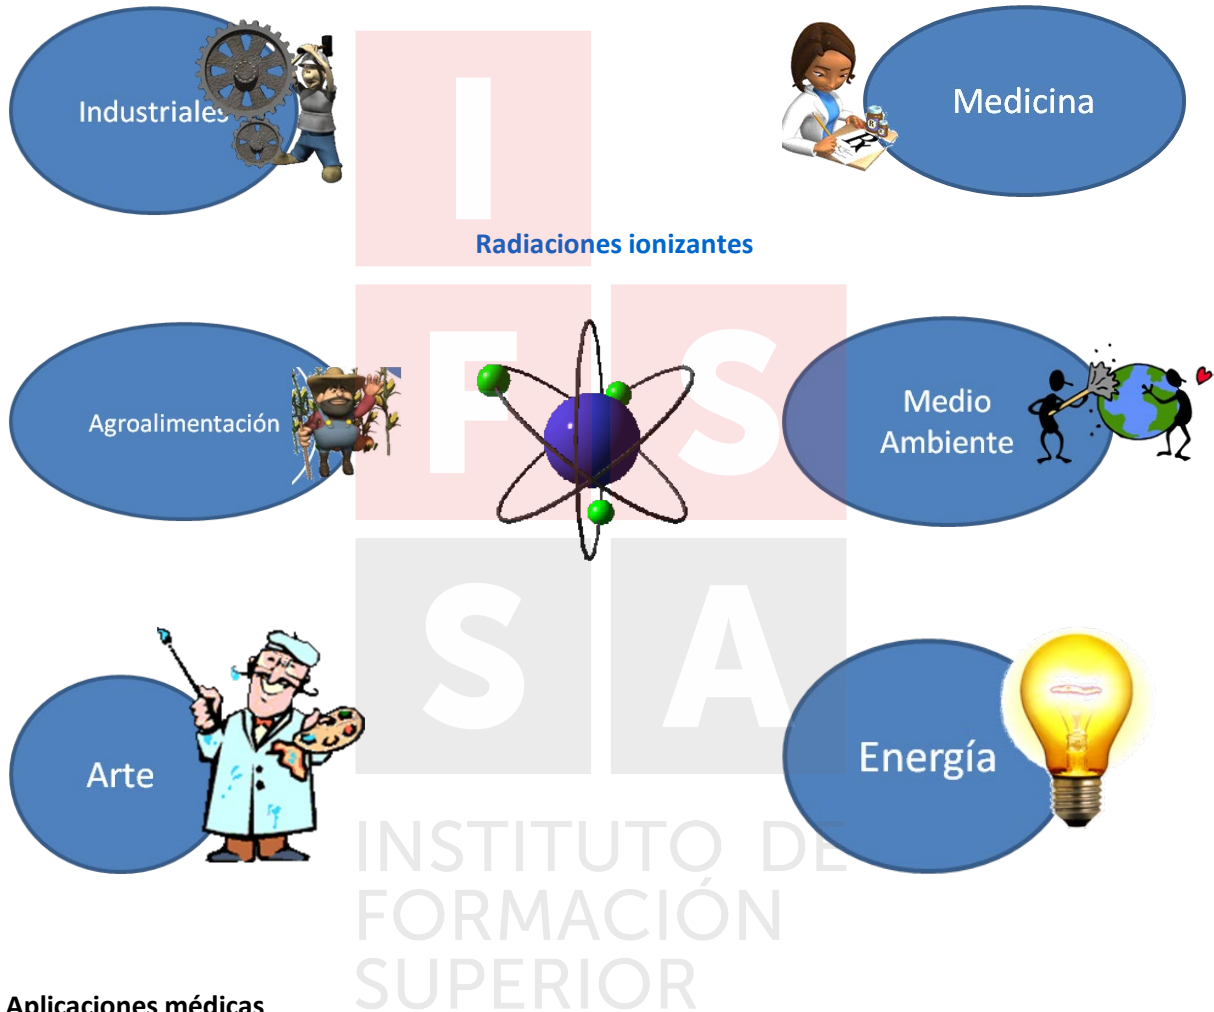 Industriales
Medicina
I
Radiaciones ionizantes
F S
Agroalimentación
Medio
Ambiente
S A
Arte
Energía
INSTITUTO DE
FORMACIÓN
SUPERIOR
Aplicaciones médicas